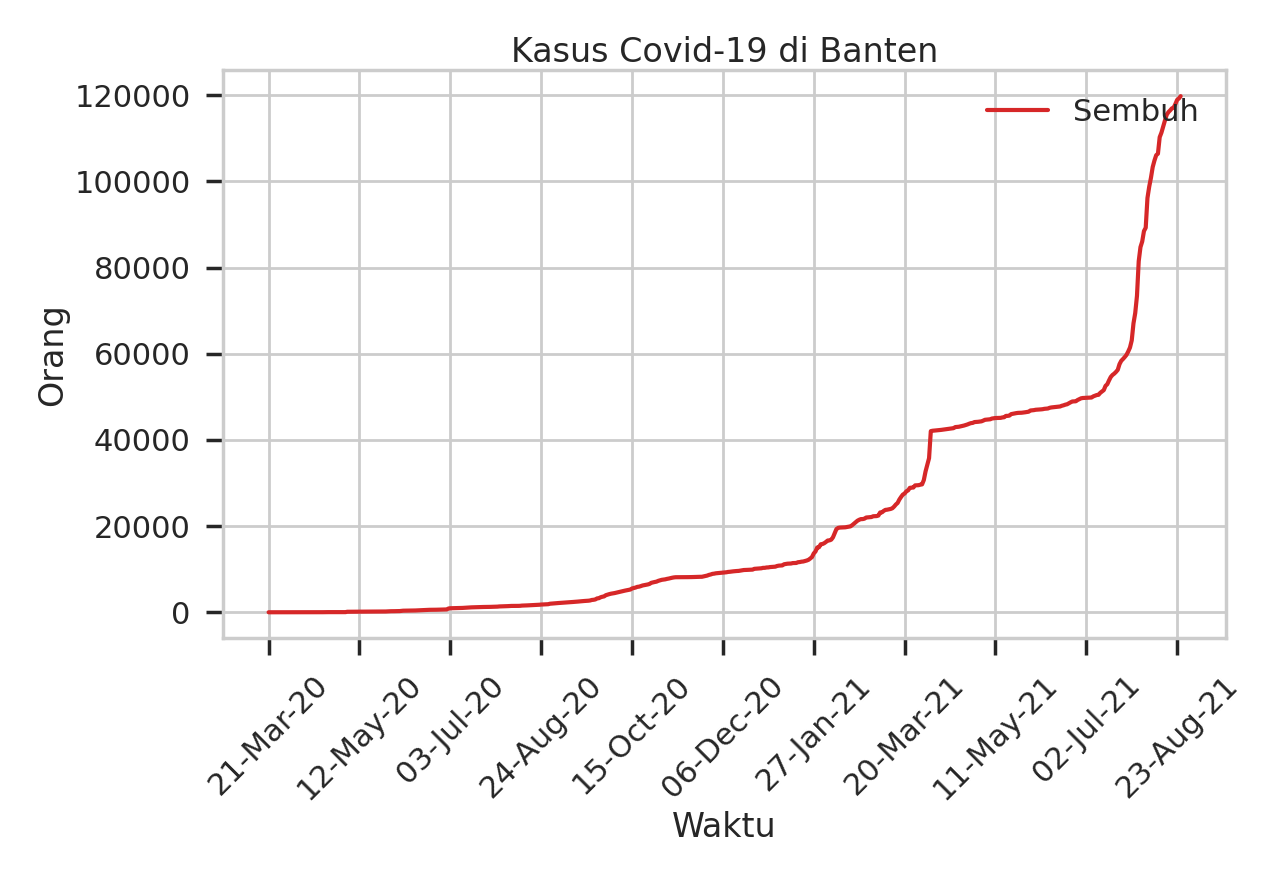 Kasus Covid-19 di Banten
Sembuh
120000
100000
80000
60000
40000
20000
0
Orang
21-Mar-20
12-May-20
03-Jul-20
24-Aug-20
15-Oct-20
06-Dec-20
27-Jan-21
20-Mar-21
11-May-21
02-Jul-21
23-Aug-21
Waktu